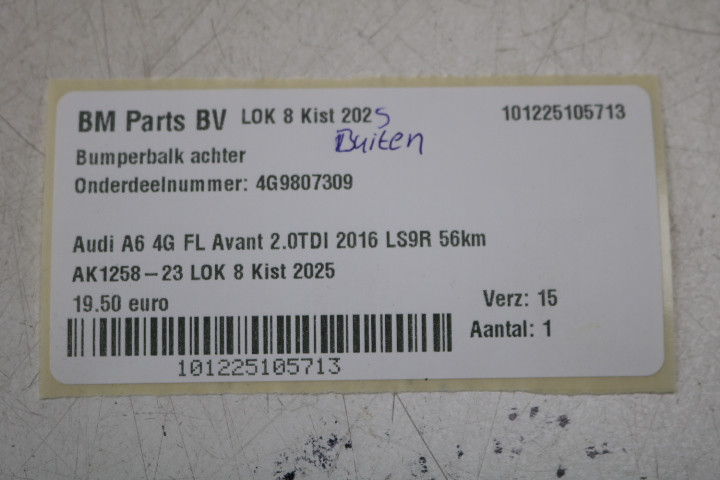 BM Parts BV LOK 8 Kist 2025 101225105713
Buiten
Bumperbalk achter
Onderdeelnummer: 4G9807309
Audi A6 4G FL Avant 2.0TDI 2016 LS9R 56km
AK1258-23 LOK 8 Kist 2025
19.50 euro Verz: 15
Aantal: 1
101225105713